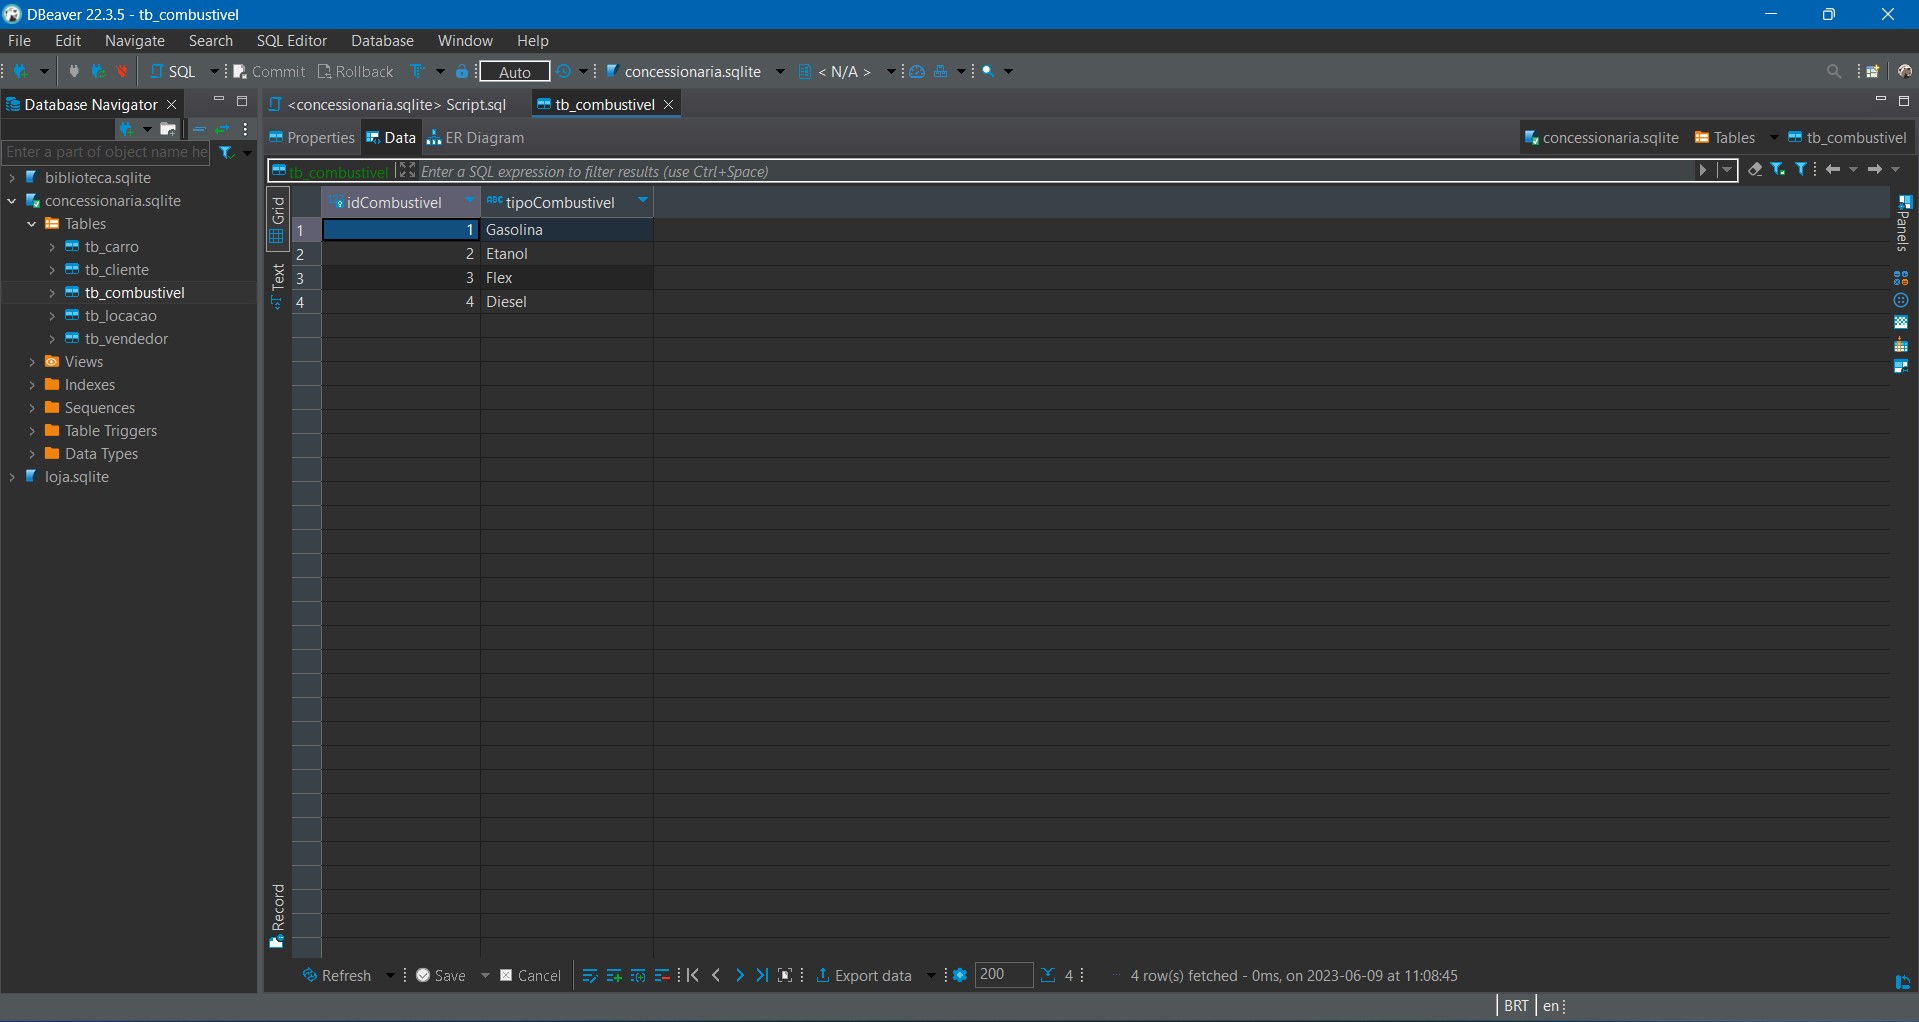 DBeaver 22.3.5 - tb_combustivel
File Edit Navigate Search SQL Editor Database Window Help
SQL Commit Rollback Auto concessionaria.sqlite < N/A >
Database Navigator
<concessionaria.sqlite> Script.sql tb_combustivel
Properties Data ER Diagram concessionaria.sqlite Tables tb_combustivel
Enter a part of object name he
tb_combustivel Enter a SQL expression to filter results (use Ctrl+Space)
biblioteca.sqlite
concessionaria.sqlite
Tables
tb_carro
tb_cliente
tb_combustivel
tb_locacao
tb_vendedor
Views
Indexes
Sequences
Table Triggers
Data Types
loja.sqlite
Grid
Text
Record
idCombustivel ABC tipoCombustivel
1 1 Gasolina
2 2 Etanol
3 3 Flex
4 4 Diesel
Panels
Refresh Save Cancel Export data 200 4 4 row(s) fetched - 0ms, on 2023-06-09 at 11:08:45
BRT en